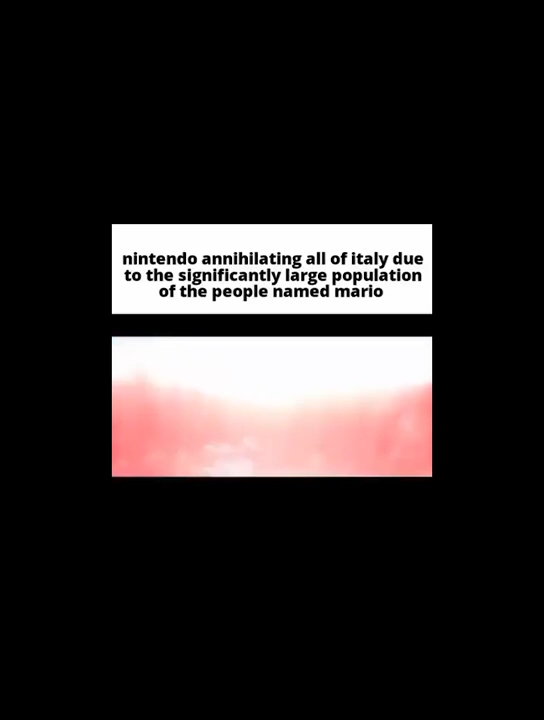 nintendo annihilating all of italy due
to the significantly large population
of the people named mario